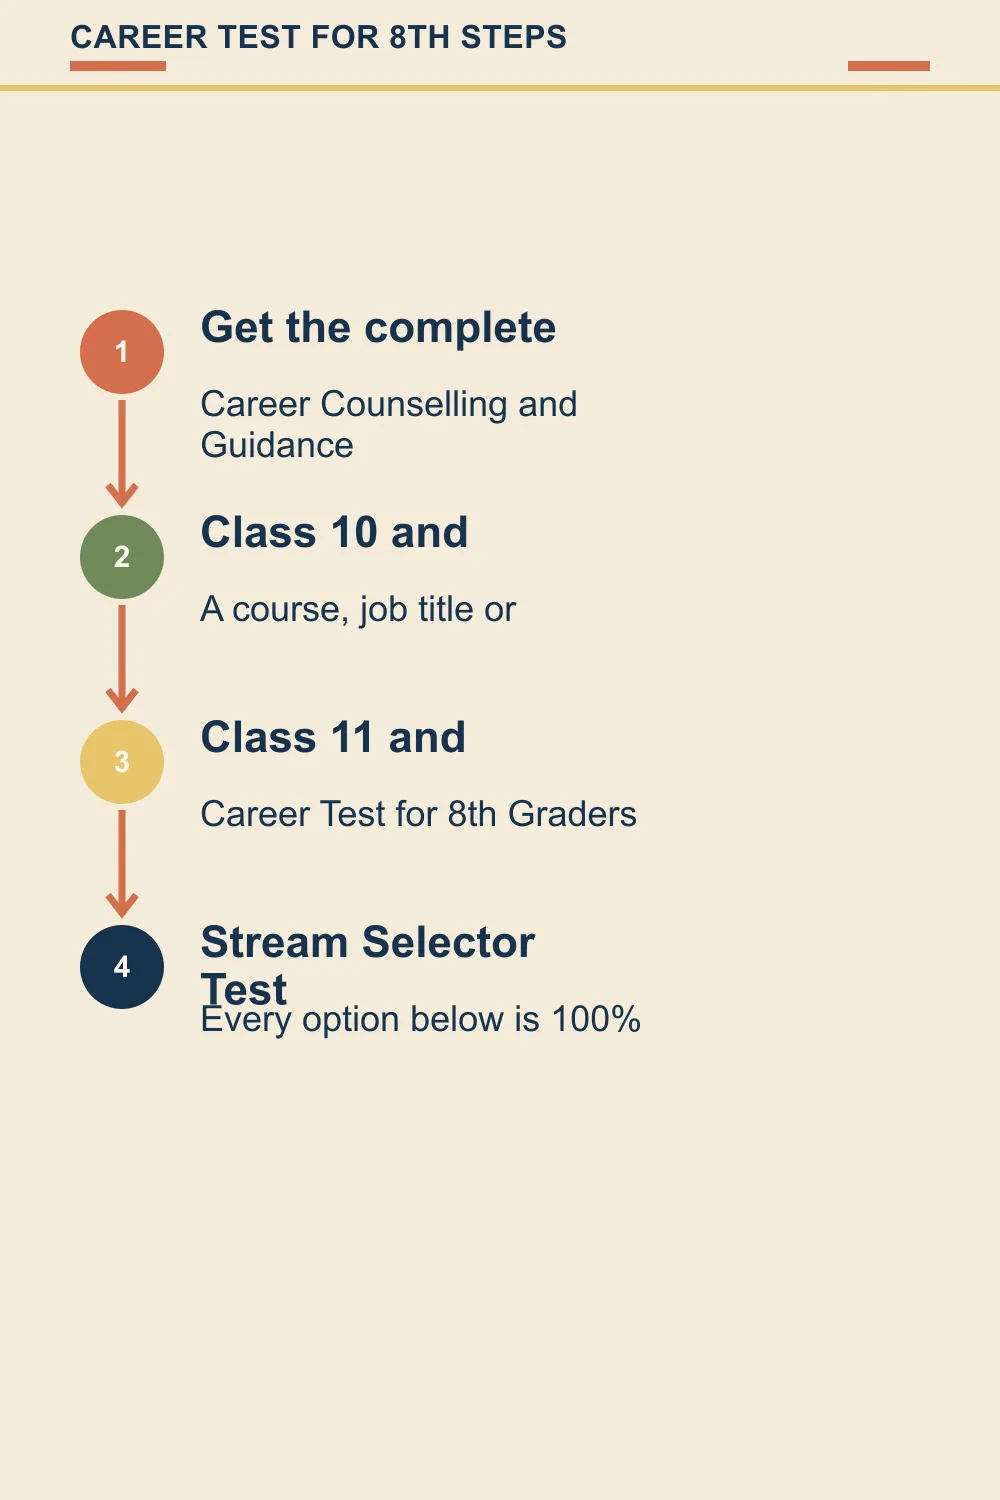 CAREER TEST FOR 8TH STEPS
1
Get the complete
Career Counselling and
Guidance
2
Class 10 and
A course, job title or
3
Class 11 and
Career Test for 8th Graders
4
Stream Selector
Test
Every option below is 100%